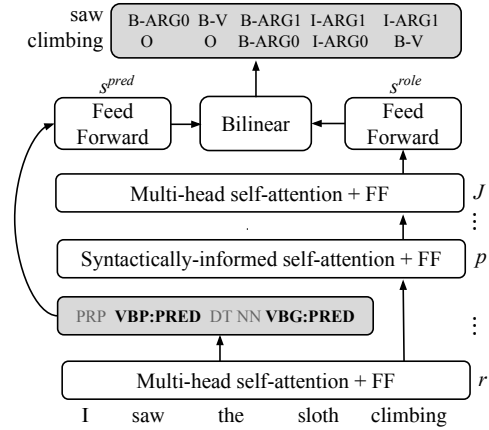 saw B-ARG0 B-V B-ARG1 I-ARG1 I-ARG1
climbing O O B-ARG0 I-ARG0 B-V
s^pred s^role
Feed Forward
Bilinear
Feed Forward
Multi-head self-attention + FF J
⋮
Syntactically-informed self-attention + FF p
PRP VBP:PRED DT NN VBG:PRED
⋮
Multi-head self-attention + FF r
I saw the sloth climbing